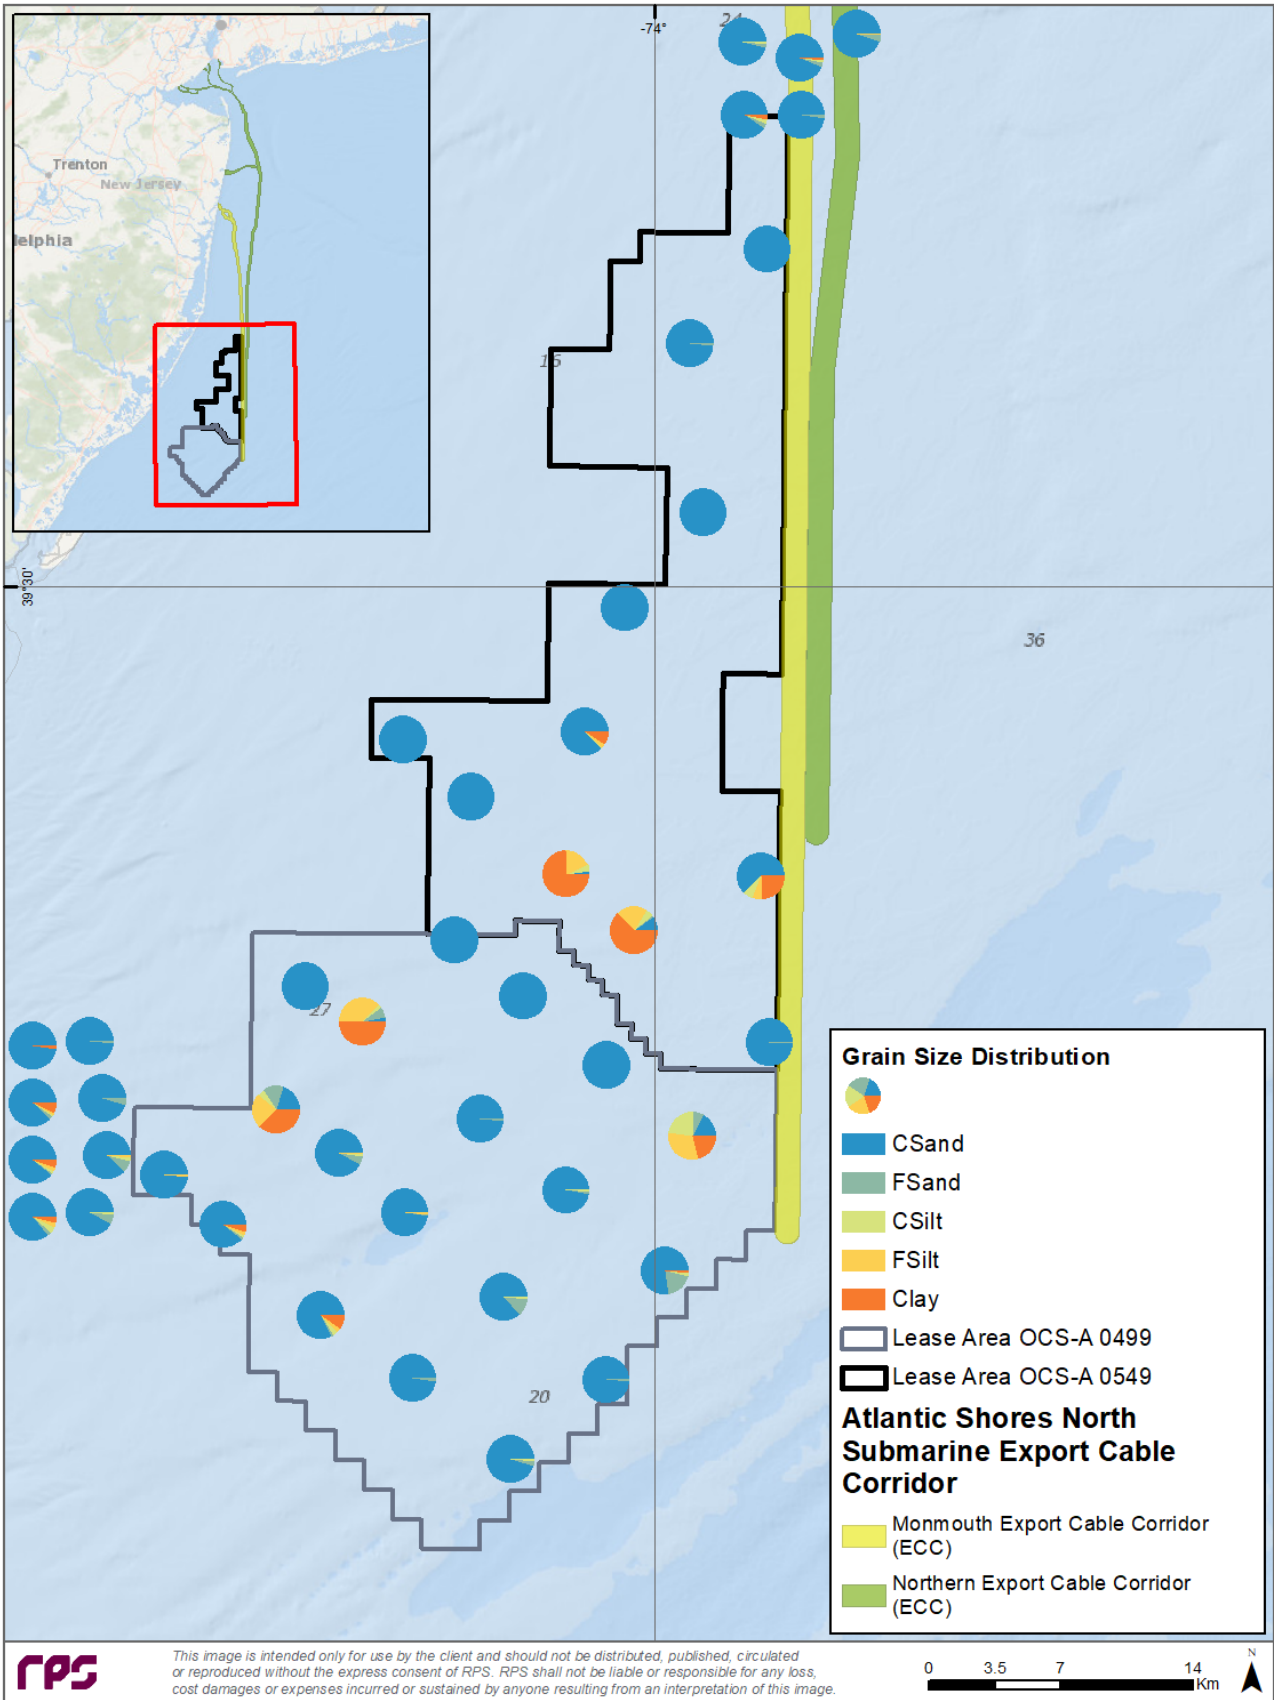 -74°
24
Trenton
New Jersey
elphia
16
39°30'
36
27
20
Grain Size Distribution
CSand
FSand
CSilt
FSilt
Clay
Lease Area OCS-A 0499
Lease Area OCS-A 0549
Atlantic Shores North
Submarine Export Cable
Corridor
Monmouth Export Cable Corridor
(ECC)
Northern Export Cable Corridor
(ECC)
rps
This image is intended only for use by the client and should not be distributed, published, circulated
or reproduced without the express consent of RPS. RPS shall not be liable or responsible for any loss,
cost damages or expenses incurred or sustained by anyone resulting from an interpretation of this image.
0 3.5 7 14
Km
N